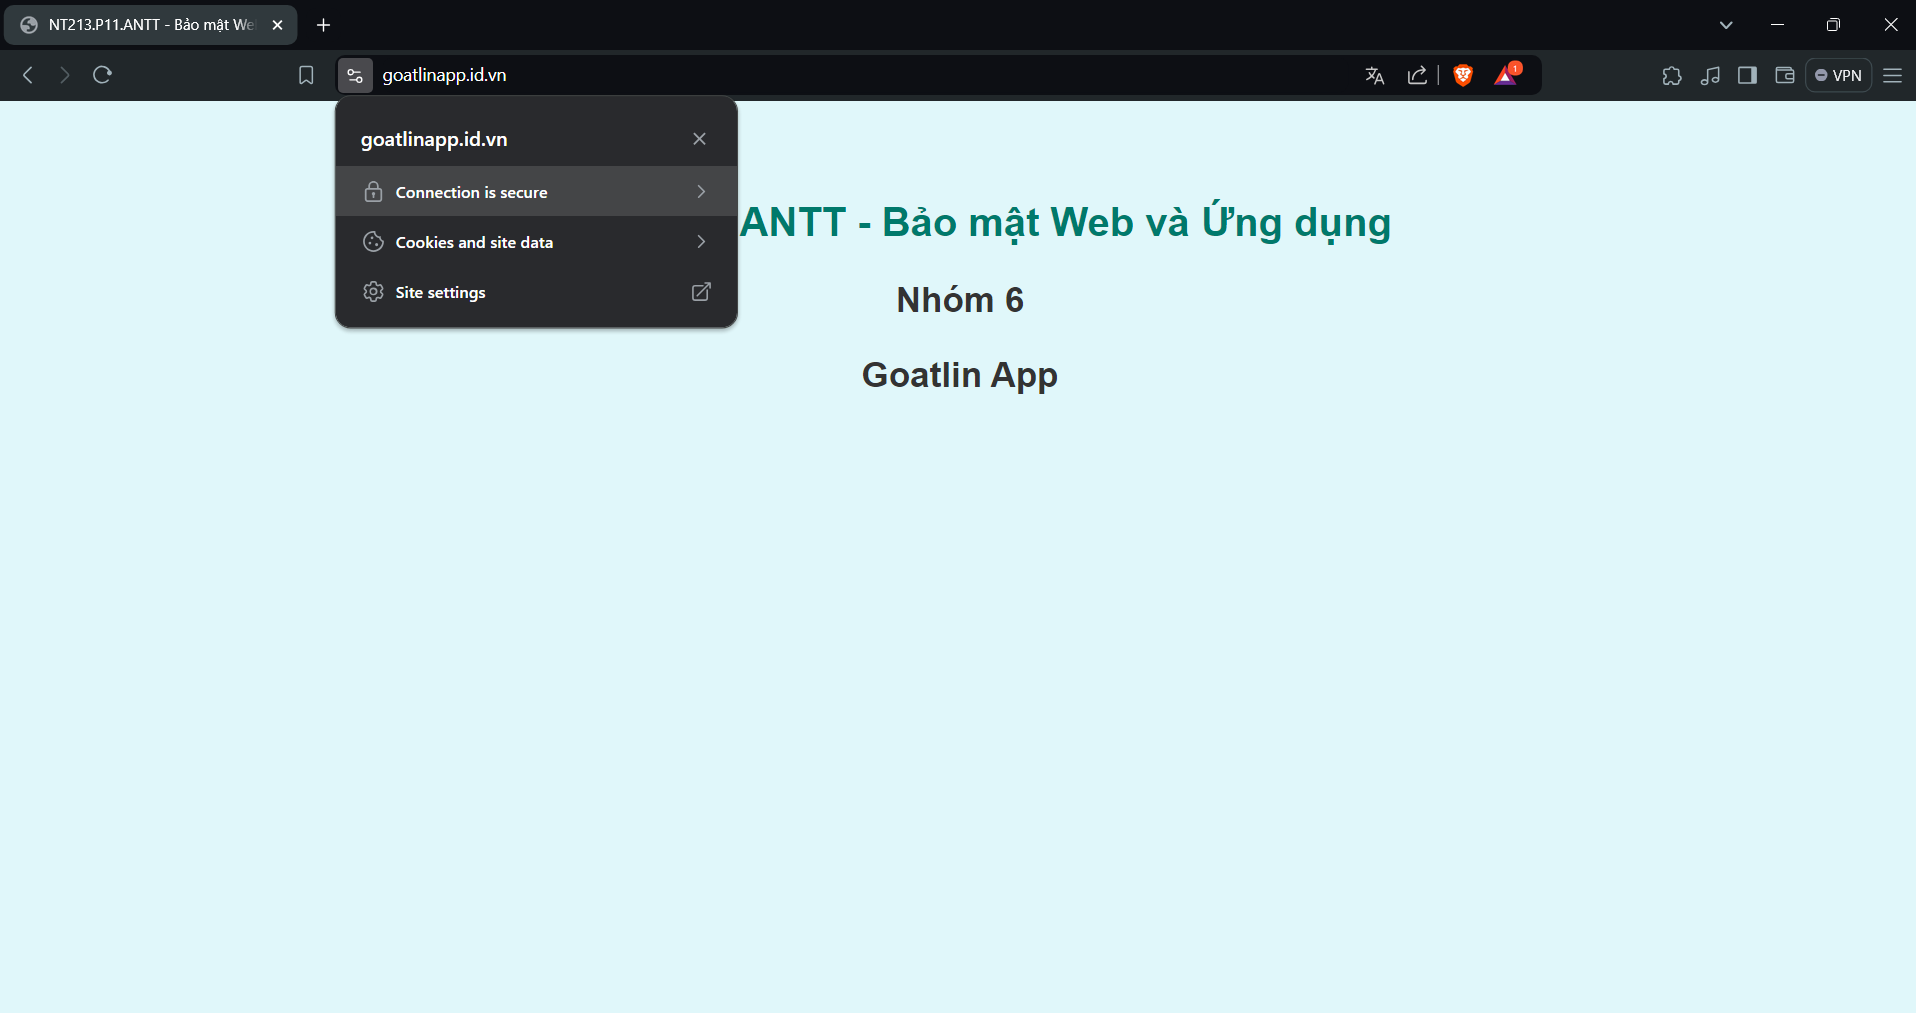 NT213.P11.ANTT - Bảo mật We
goatlinapp.id.vn
1
VPN
goatlinapp.id.vn
Connection is secure
Cookies and site data
Site settings
ANTT - Bảo mật Web và Ứng dụng
Nhóm 6
Goatlin App